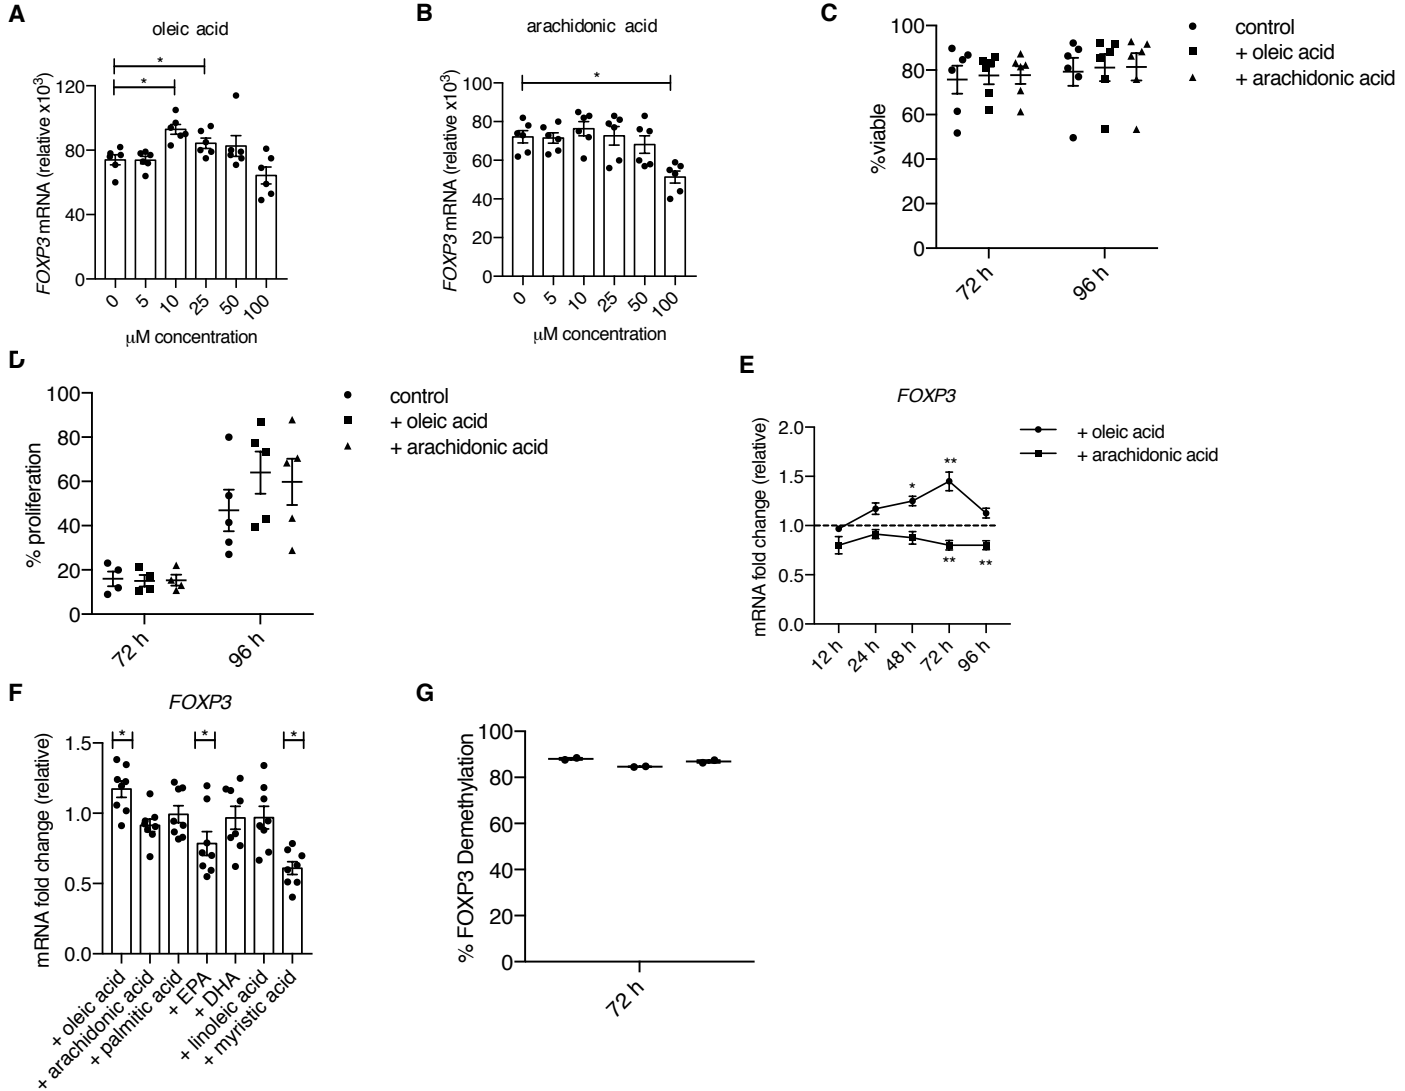 A
oleic acid
*
*
FOXP3 mRNA (relative x10³)
120
80
40
0
0 5 10 25 50 100
µM concentration
B
arachidonic acid
*
FOXP3 mRNA (relative x10³)
100
80
60
40
20
0
0 5 10 25 50 100
µM concentration
C
%viable
100
80
60
40
20
0
72 h 96 h
control
+ oleic acid
+ arachidonic acid
D
% proliferation
100
80
60
40
20
0
72 h 96 h
control
+ oleic acid
+ arachidonic acid
E
FOXP3
mRNA fold change (relative)
2.0
1.5
1.0
0.5
0.0
*
**
**
**
12 h 24 h 48 h 72 h 96 h
+ oleic acid
+ arachidonic acid
F
FOXP3
mRNA fold change (relative)
1.5
1.0
0.5
0.0
* * *
+ oleic acid
+ arachidonic acid
+ palmitic acid
+ EPA
+ DHA
+ linoleic acid
+ myristic acid
G
% FOXP3 Demethylation
100
80
60
40
20
0
72 h